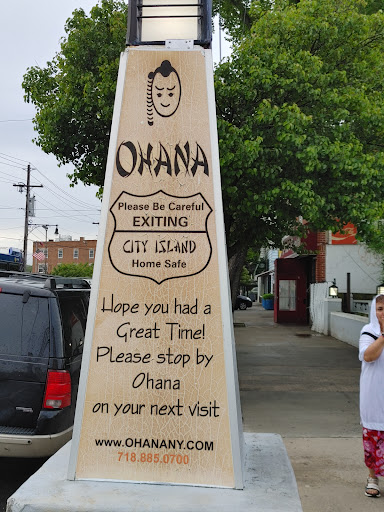 OHANA
Please Be Careful
EXITING
CITY ISLAND
Home Safe
Hope you had a
Great Time!
Please stop by
Ohana
on your next visit
www.OHANANY.COM
718.885.0700